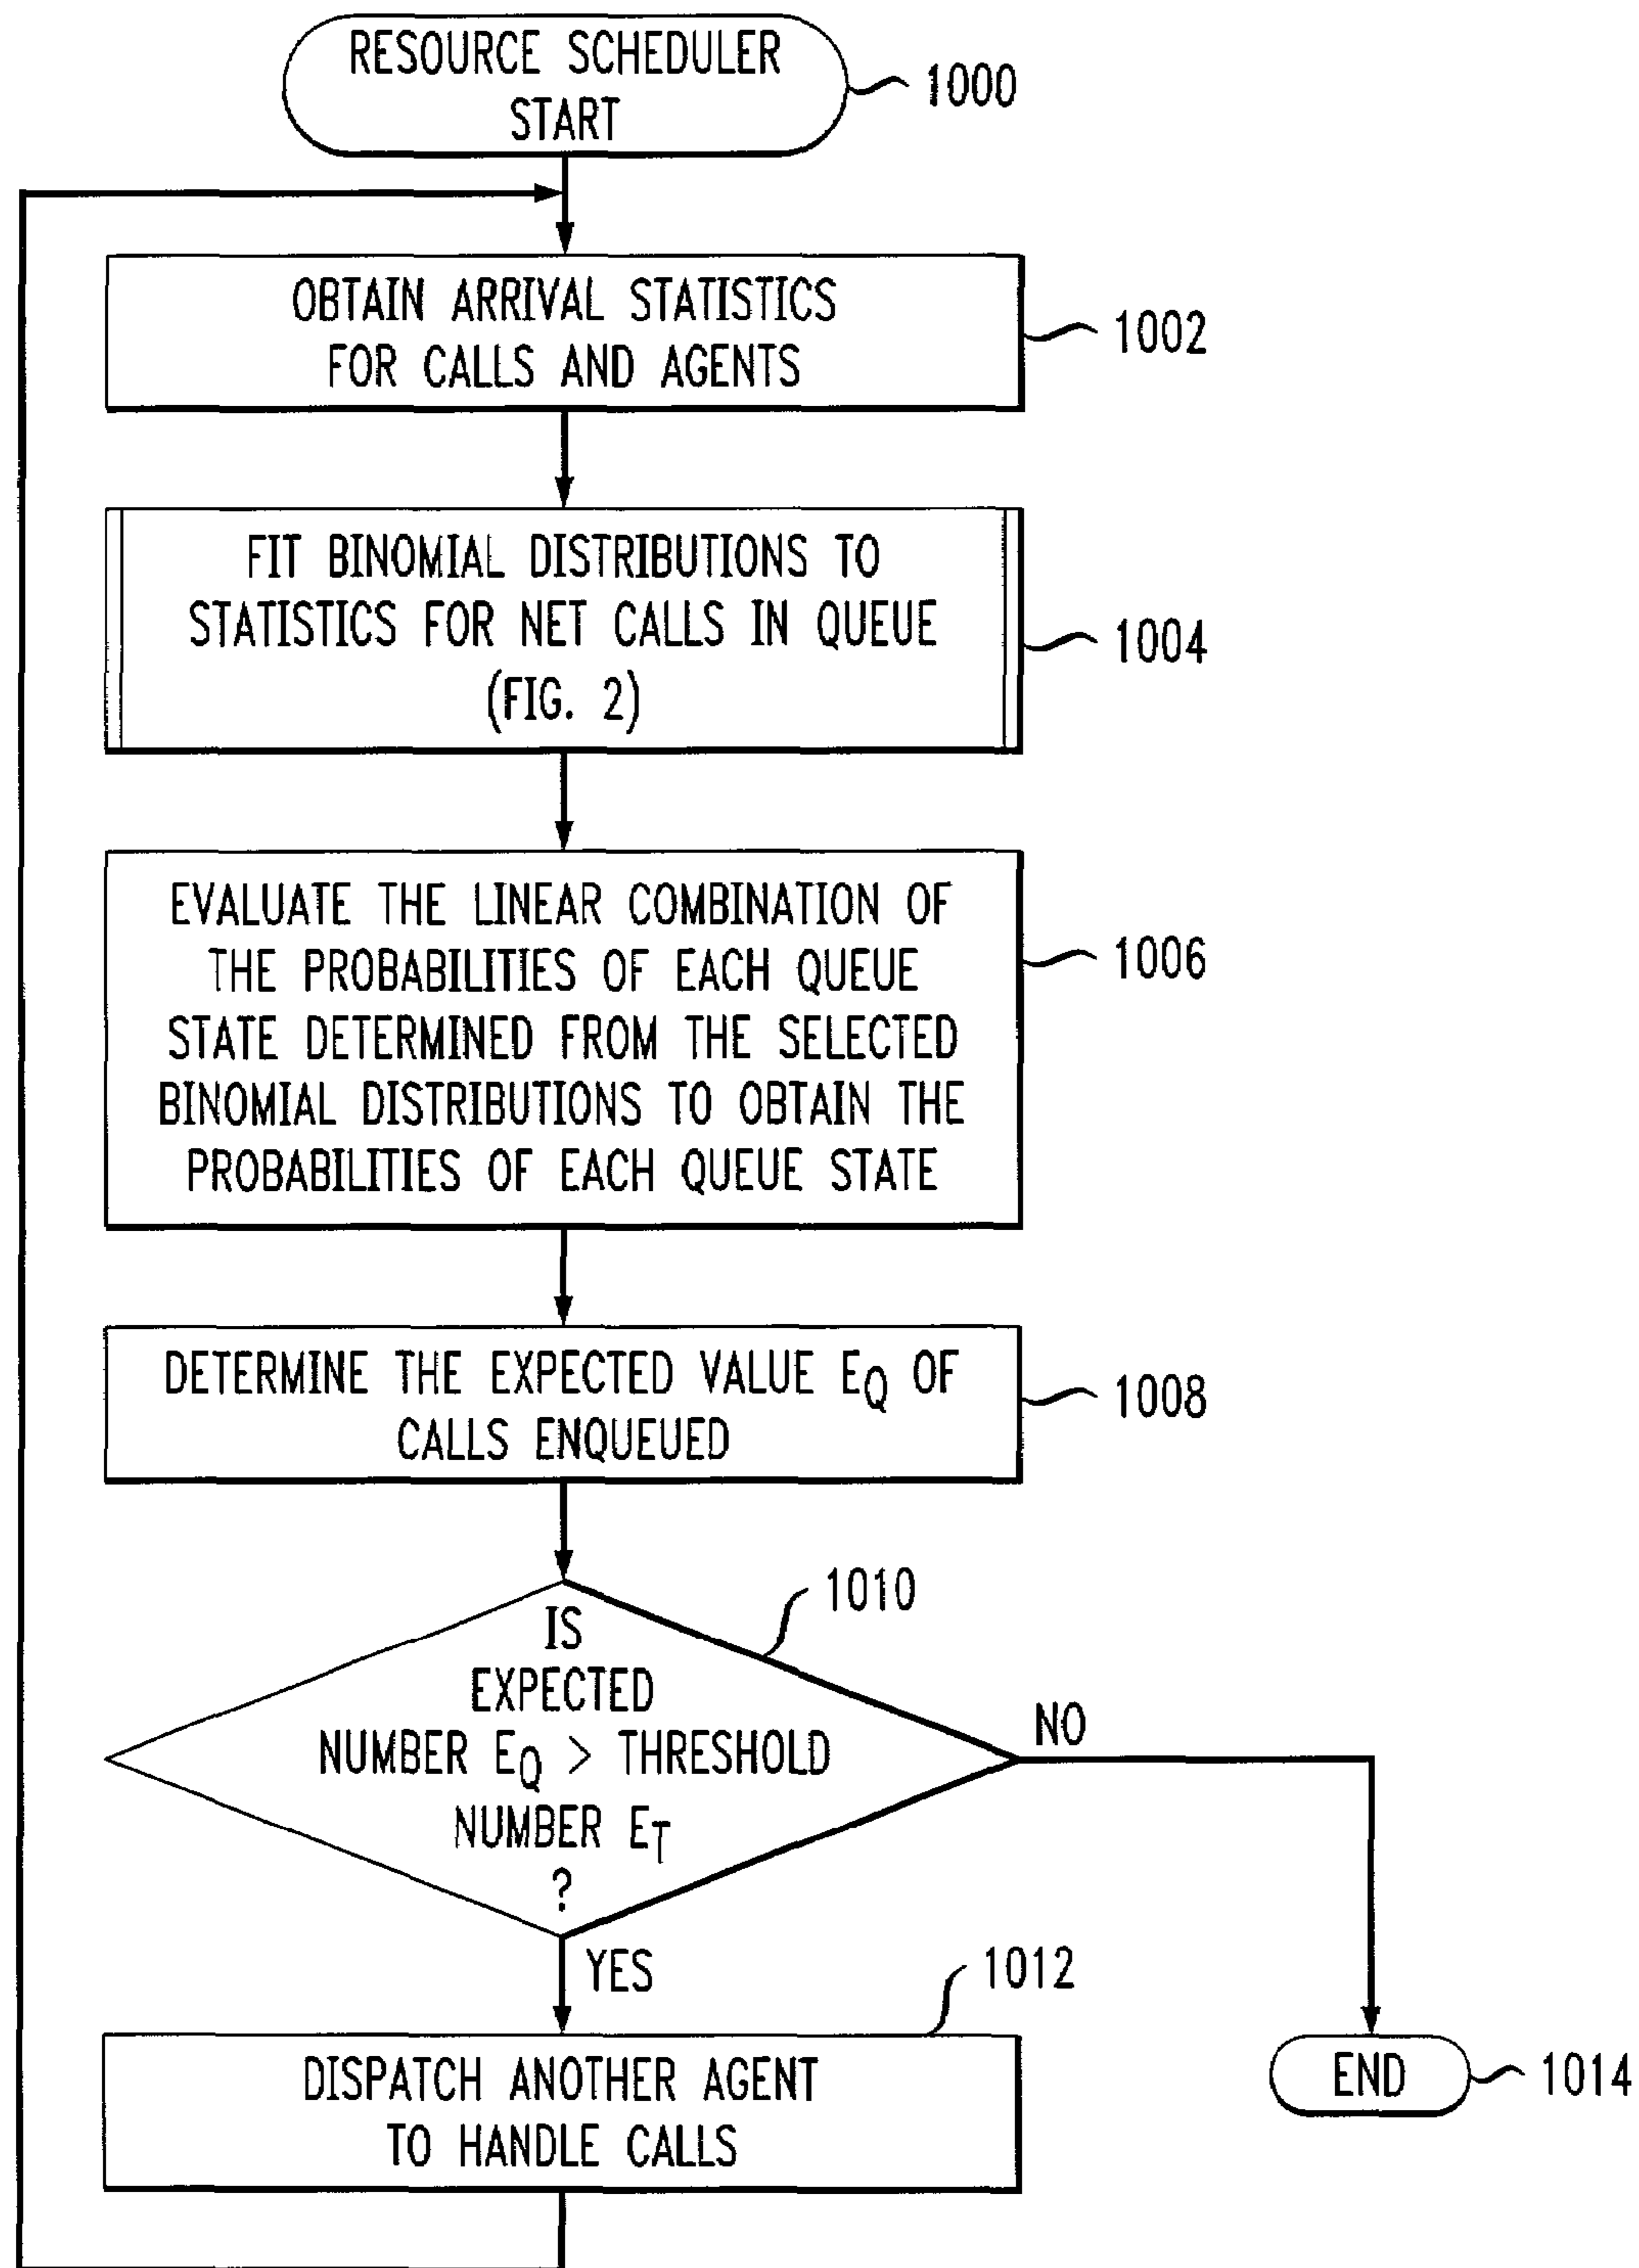 RESOURCE SCHEDULER
START
1000
OBTAIN ARRIVAL STATISTICS
FOR CALLS AND AGENTS
1002
FIT BINOMIAL DISTRIBUTIONS TO
STATISTICS FOR NET CALLS IN QUEUE
(FIG. 2)
1004
EVALUATE THE LINEAR COMBINATION OF
THE PROBABILITIES OF EACH QUEUE
STATE DETERMINED FROM THE SELECTED
BINOMIAL DISTRIBUTIONS TO OBTAIN THE
PROBABILITIES OF EACH QUEUE STATE
1006
DETERMINE THE EXPECTED VALUE EQ OF
CALLS ENQUEUED
1008
1010
IS
EXPECTED
NUMBER EQ > THRESHOLD
NUMBER ET
?
NO
YES
1012
DISPATCH ANOTHER AGENT
TO HANDLE CALLS
END
1014